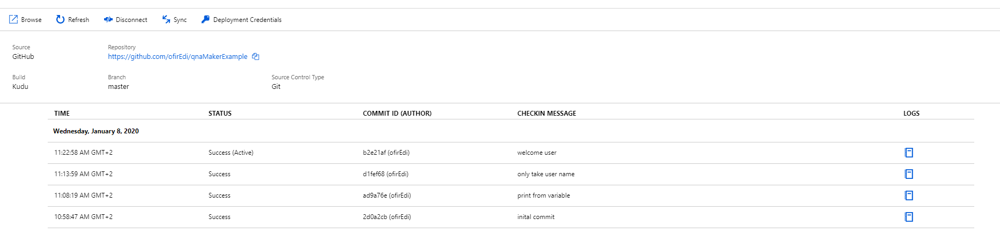 Browse Refresh Disconnect Sync Deployment Credentials
Source Repository
GitHub https://github.com/ofirEdi/qnaMakerExample
Build Branch Source Control Type
Kudu master Git
TIME STATUS COMMIT ID (AUTHOR) CHECKIN MESSAGE LOGS
Wednesday, January 8, 2020
11:22:58 AM GMT+2 Success (Active) b2e21af (ofirEdi) welcome user
11:13:59 AM GMT+2 Success d1fef68 (ofirEdi) only take user name
11:08:19 AM GMT+2 Success ad9a76e (ofirEdi) print from variable
10:58:47 AM GMT+2 Success 2d0a2cb (ofirEdi) inital commit